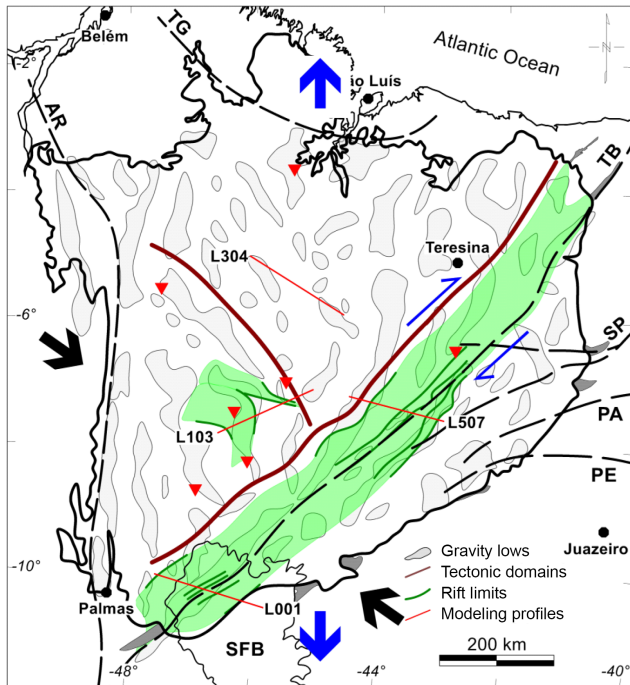 TG
Belém
Atlantic Ocean
N
-2°
ão Luís
AR
TB
Teresina
L304
-6°
SP
PA
L103
L507
PE
Juazeiro
-10°
Gravity lows
Tectonic domains
Rift limits
Modeling profiles
Palmas
L001
SFB
200 km
-48°
-44°
-40°